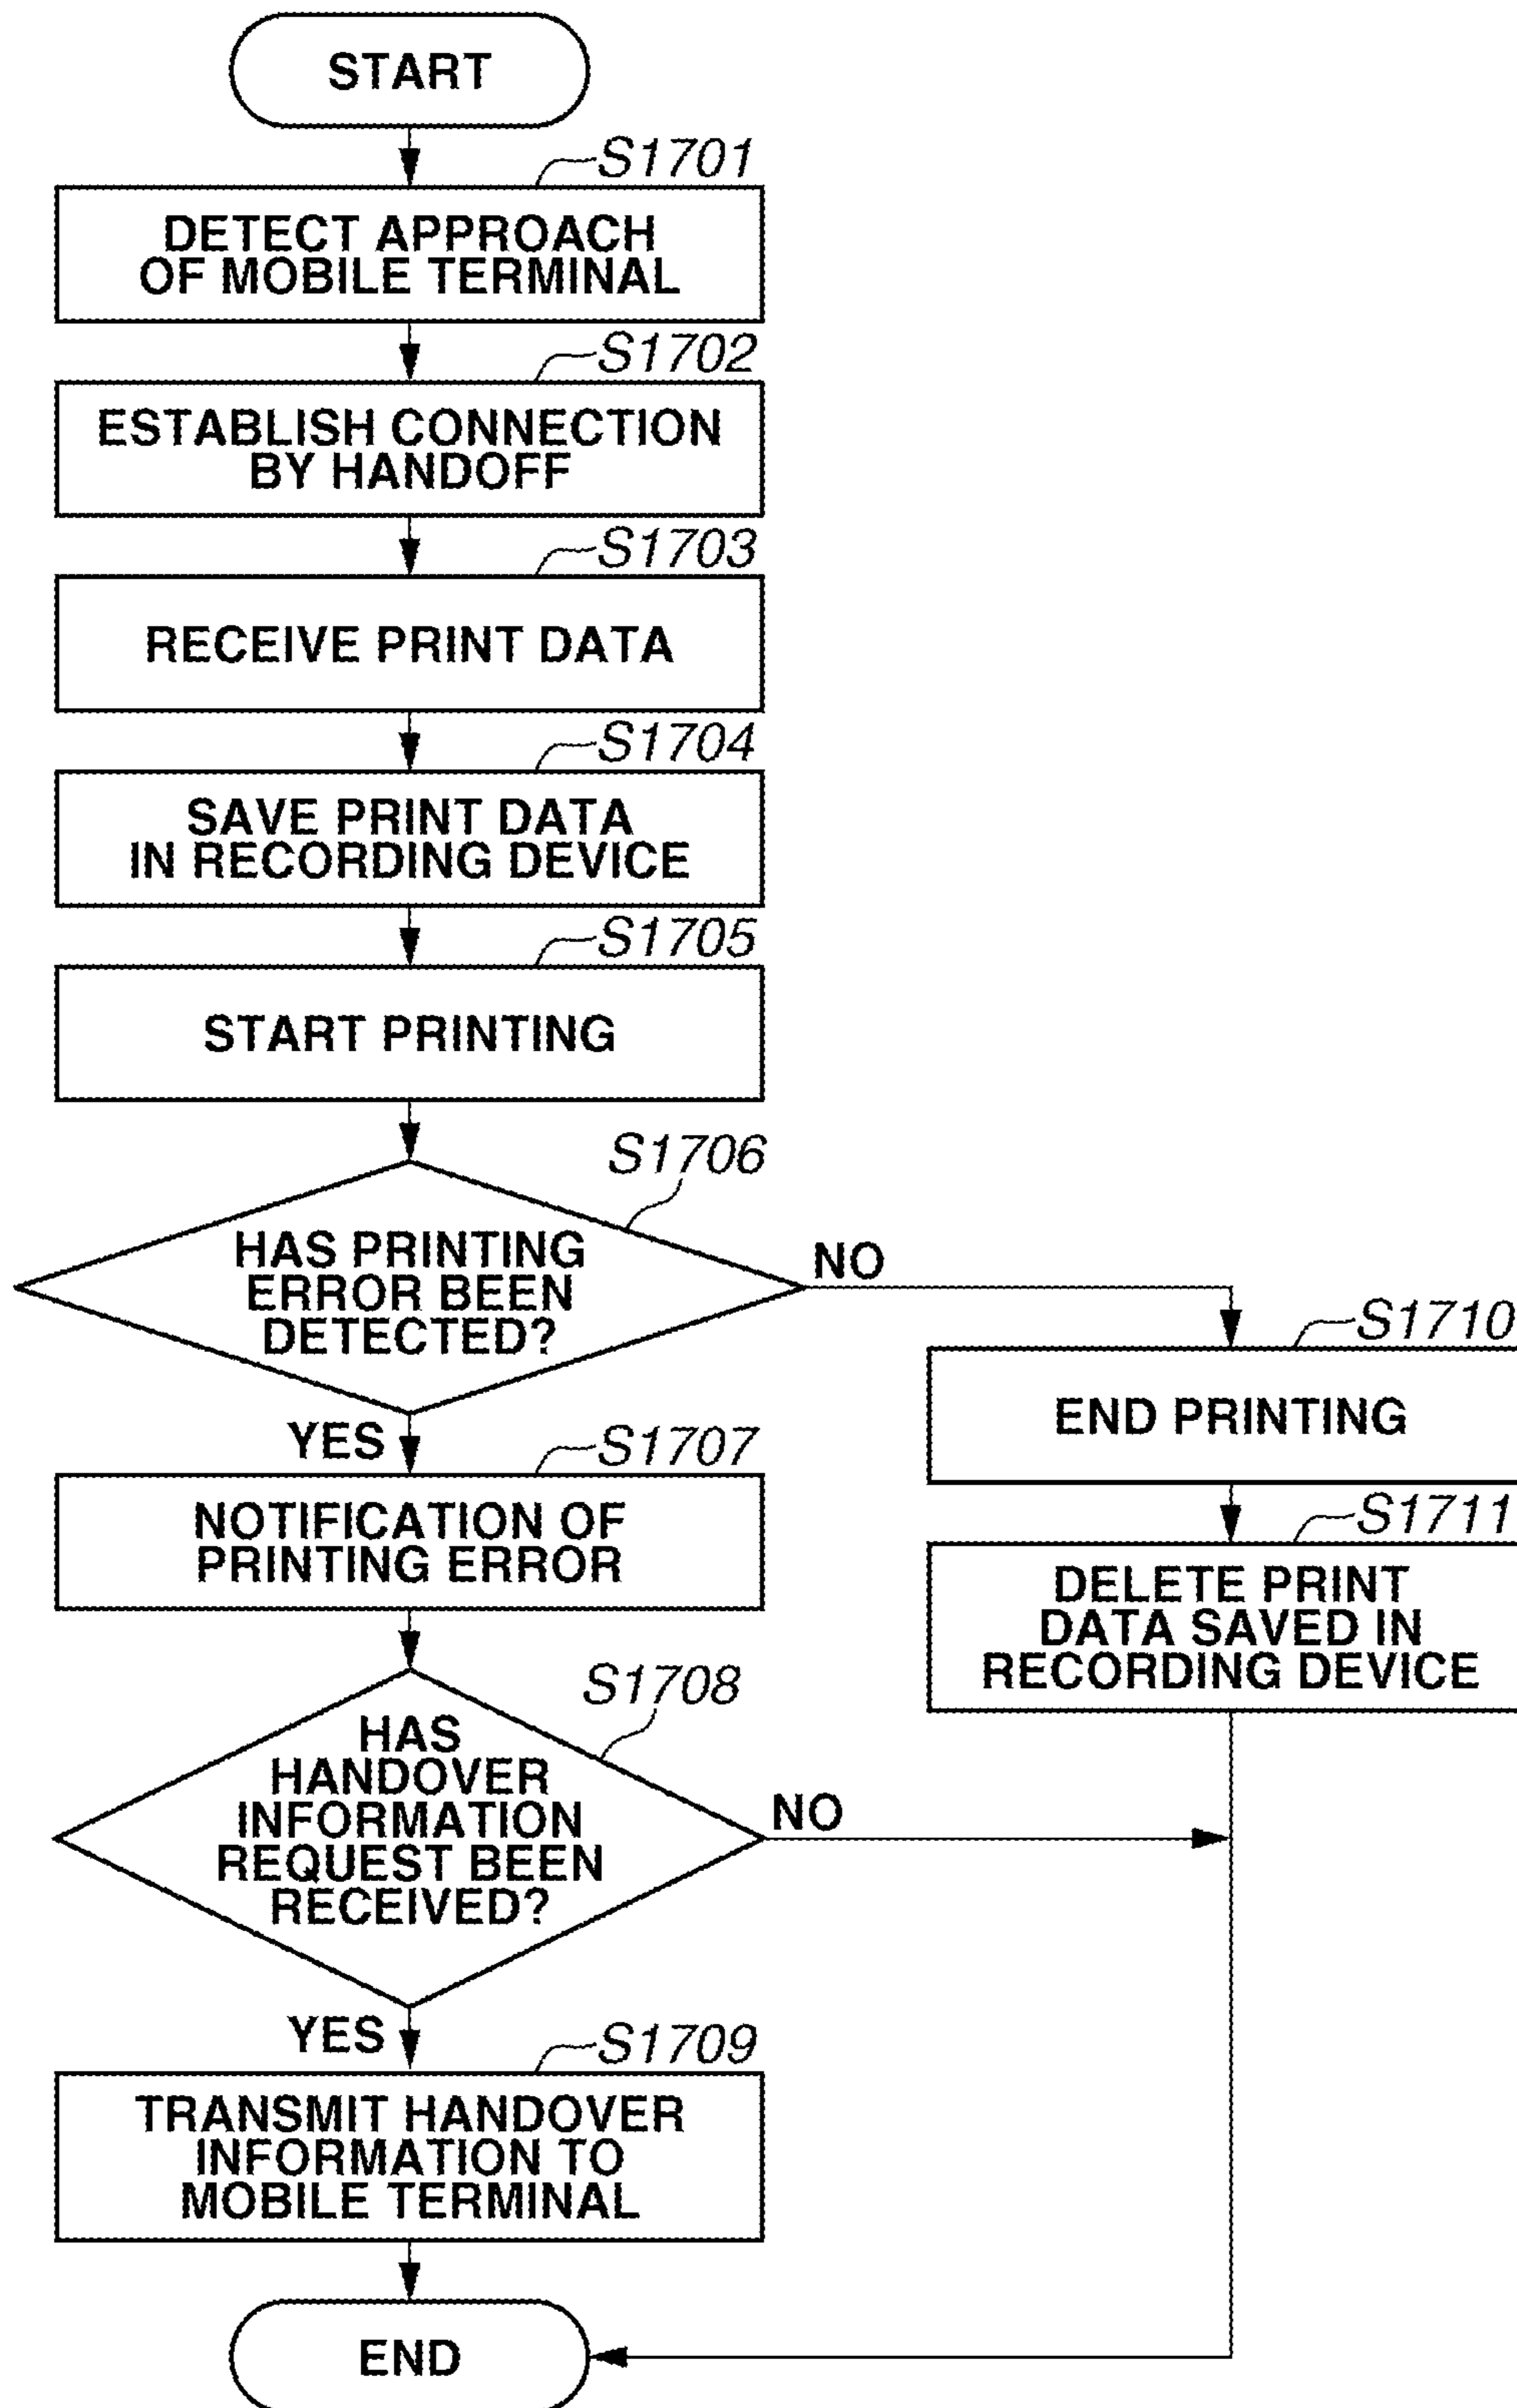 START
S1701
DETECT APPROACH
OF MOBILE TERMINAL
S1702
ESTABLISH CONNECTION
BY HANDOFF
S1703
RECEIVE PRINT DATA
S1704
SAVE PRINT DATA
IN RECORDING DEVICE
S1705
START PRINTING
S1706
HAS PRINTING
ERROR BEEN
DETECTED?
NO
YES
S1710
END PRINTING
S1707
NOTIFICATION OF
PRINTING ERROR
S1711
DELETE PRINT
DATA SAVED IN
RECORDING DEVICE
S1708
HAS
HANDOVER
INFORMATION
REQUEST BEEN
RECEIVED?
NO
YES
S1709
TRANSMIT HANDOVER
INFORMATION TO
MOBILE TERMINAL
END